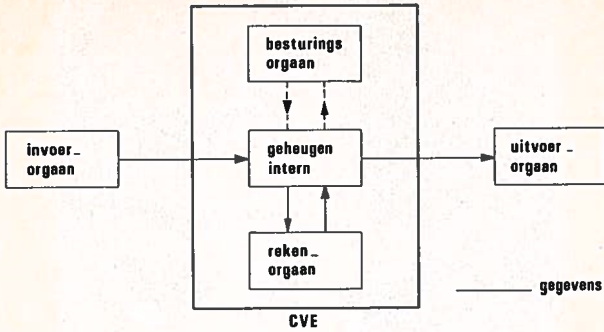 besturings
orgaan
invoer_
orgaan
geheugen
intern
uitvoer_
orgaan
reken_
orgaan
gegevens
CVE